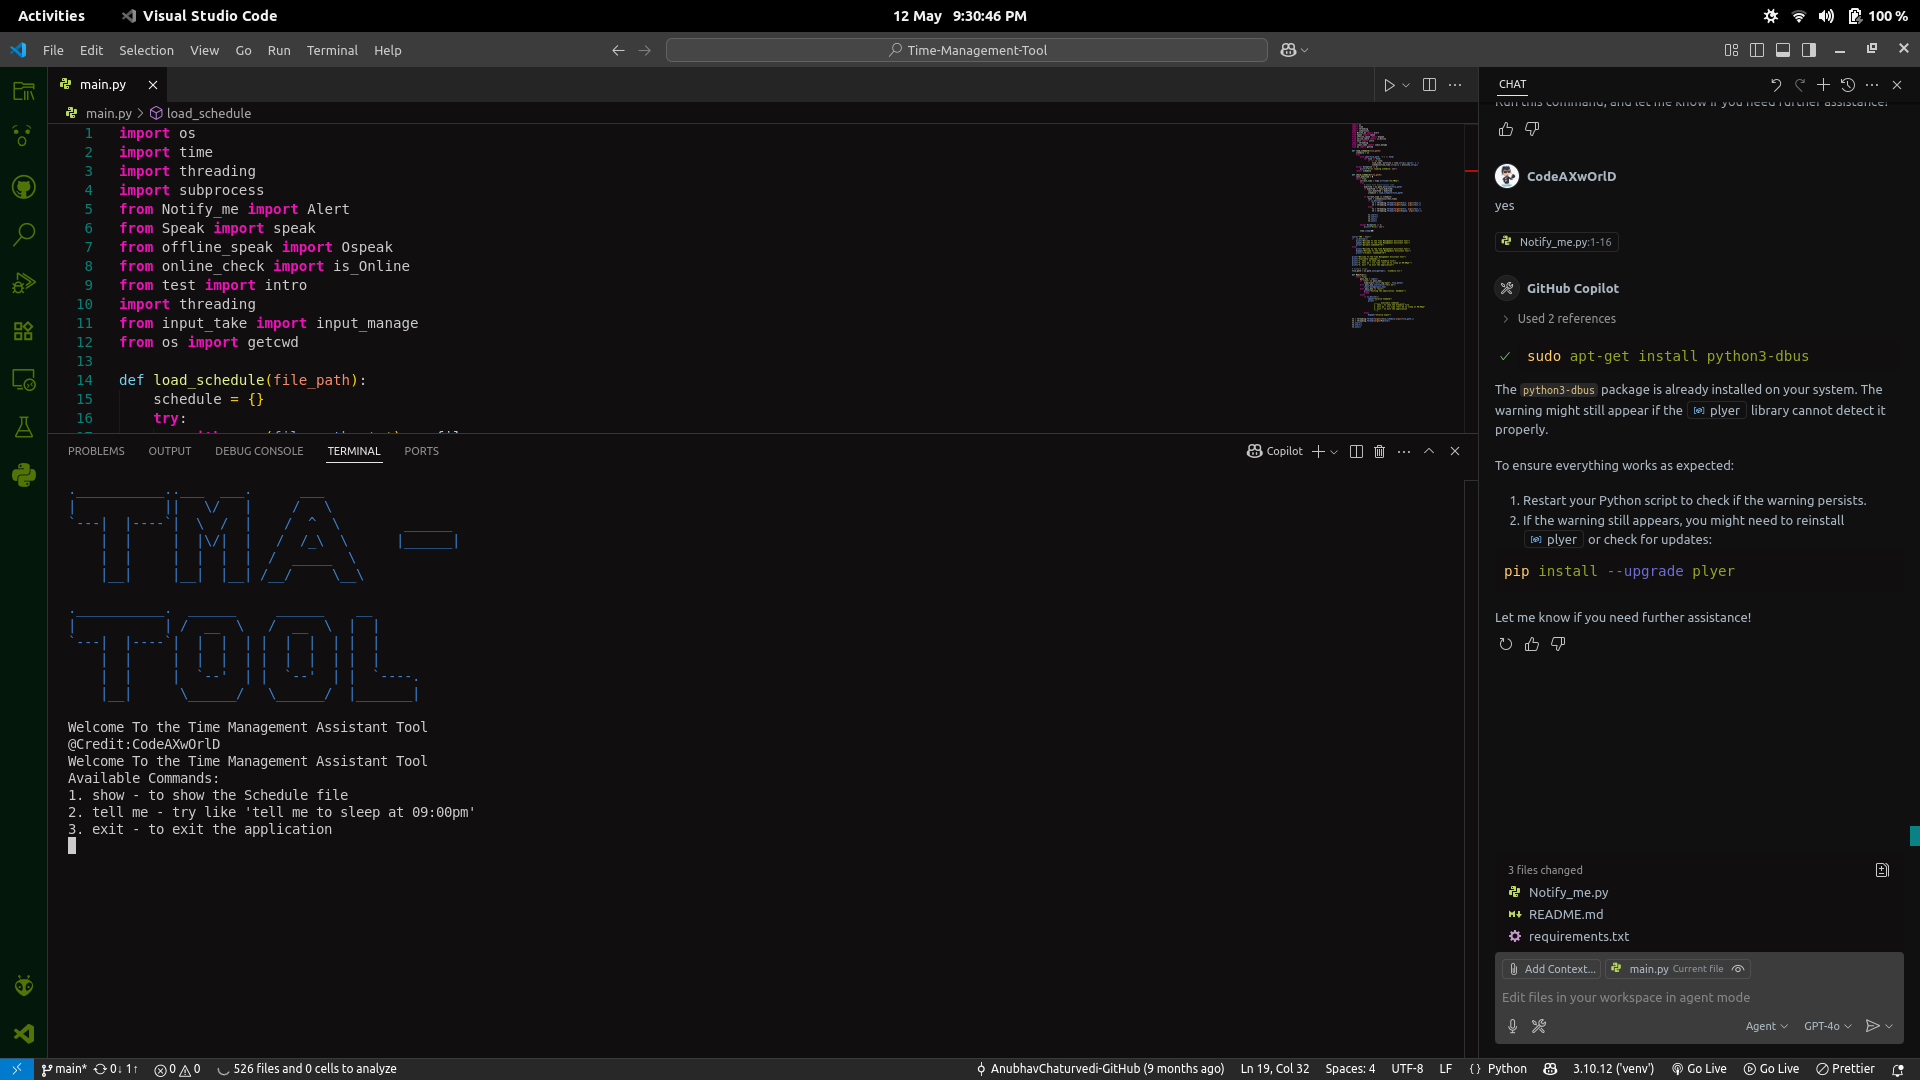 Activities
Visual Studio Code
12 May 9:30:46 PM
100 %
File Edit Selection View Go Run Terminal Help
Time-Management-Tool
main.py
main.py > load_schedule
1 import os
2 import time
3 import threading
4 import subprocess
5 from Notify_me import Alert
6 from Speak import speak
7 from offline_speak import Ospeak
8 from online_check import is_Online
9 from test import intro
10 import threading
11 from input_take import input_manage
12 from os import getcwd
13
14 def load_schedule(file_path):
15 schedule = {}
16 try:
PROBLEMS OUTPUT DEBUG CONSOLE TERMINAL PORTS
Copilot
TMA -
TOOL
Welcome To the Time Management Assistant Tool
@Credit:CodeAXwOrlD
Welcome To the Time Management Assistant Tool
Available Commands:
1. show - to show the Schedule file
2. tell me - try like 'tell me to sleep at 09:00pm'
3. exit - to exit the application
CHAT
Run this command, and let me know if you need further assistance!
CodeAXwOrlD
yes
Notify_me.py:1-16
GitHub Copilot
Used 2 references
sudo apt-get install python3-dbus
The python3-dbus package is already installed on your system. The
warning might still appear if the plyer library cannot detect it
properly.
To ensure everything works as expected:
1. Restart your Python script to check if the warning persists.
2. If the warning still appears, you might need to reinstall
plyer or check for updates:
pip install --upgrade plyer
Let me know if you need further assistance!
3 files changed
Notify_me.py
README.md
requirements.txt
Add Context... main.py Current file
Edit files in your workspace in agent mode
Agent GPT-4o
main* 0↓ 1↑ 0 0 526 files and 0 cells to analyze
AnubhavChaturvedi-GitHub (9 months ago) Ln 19, Col 32 Spaces: 4 UTF-8 LF {} Python 3.10.12 ('venv') Go Live Go Live Prettier